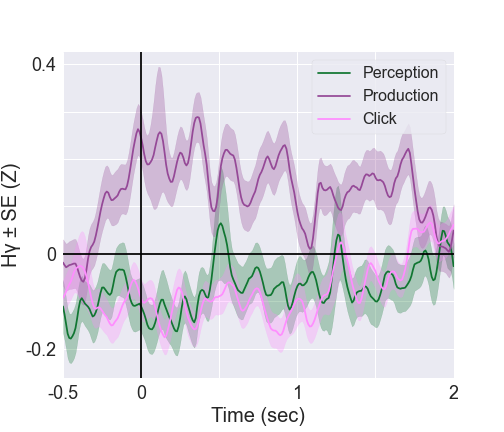 Perception
Production
Click
Hγ ± SE (Z)
0.4
0
-0.2
-0.5
0
1
2
Time (sec)